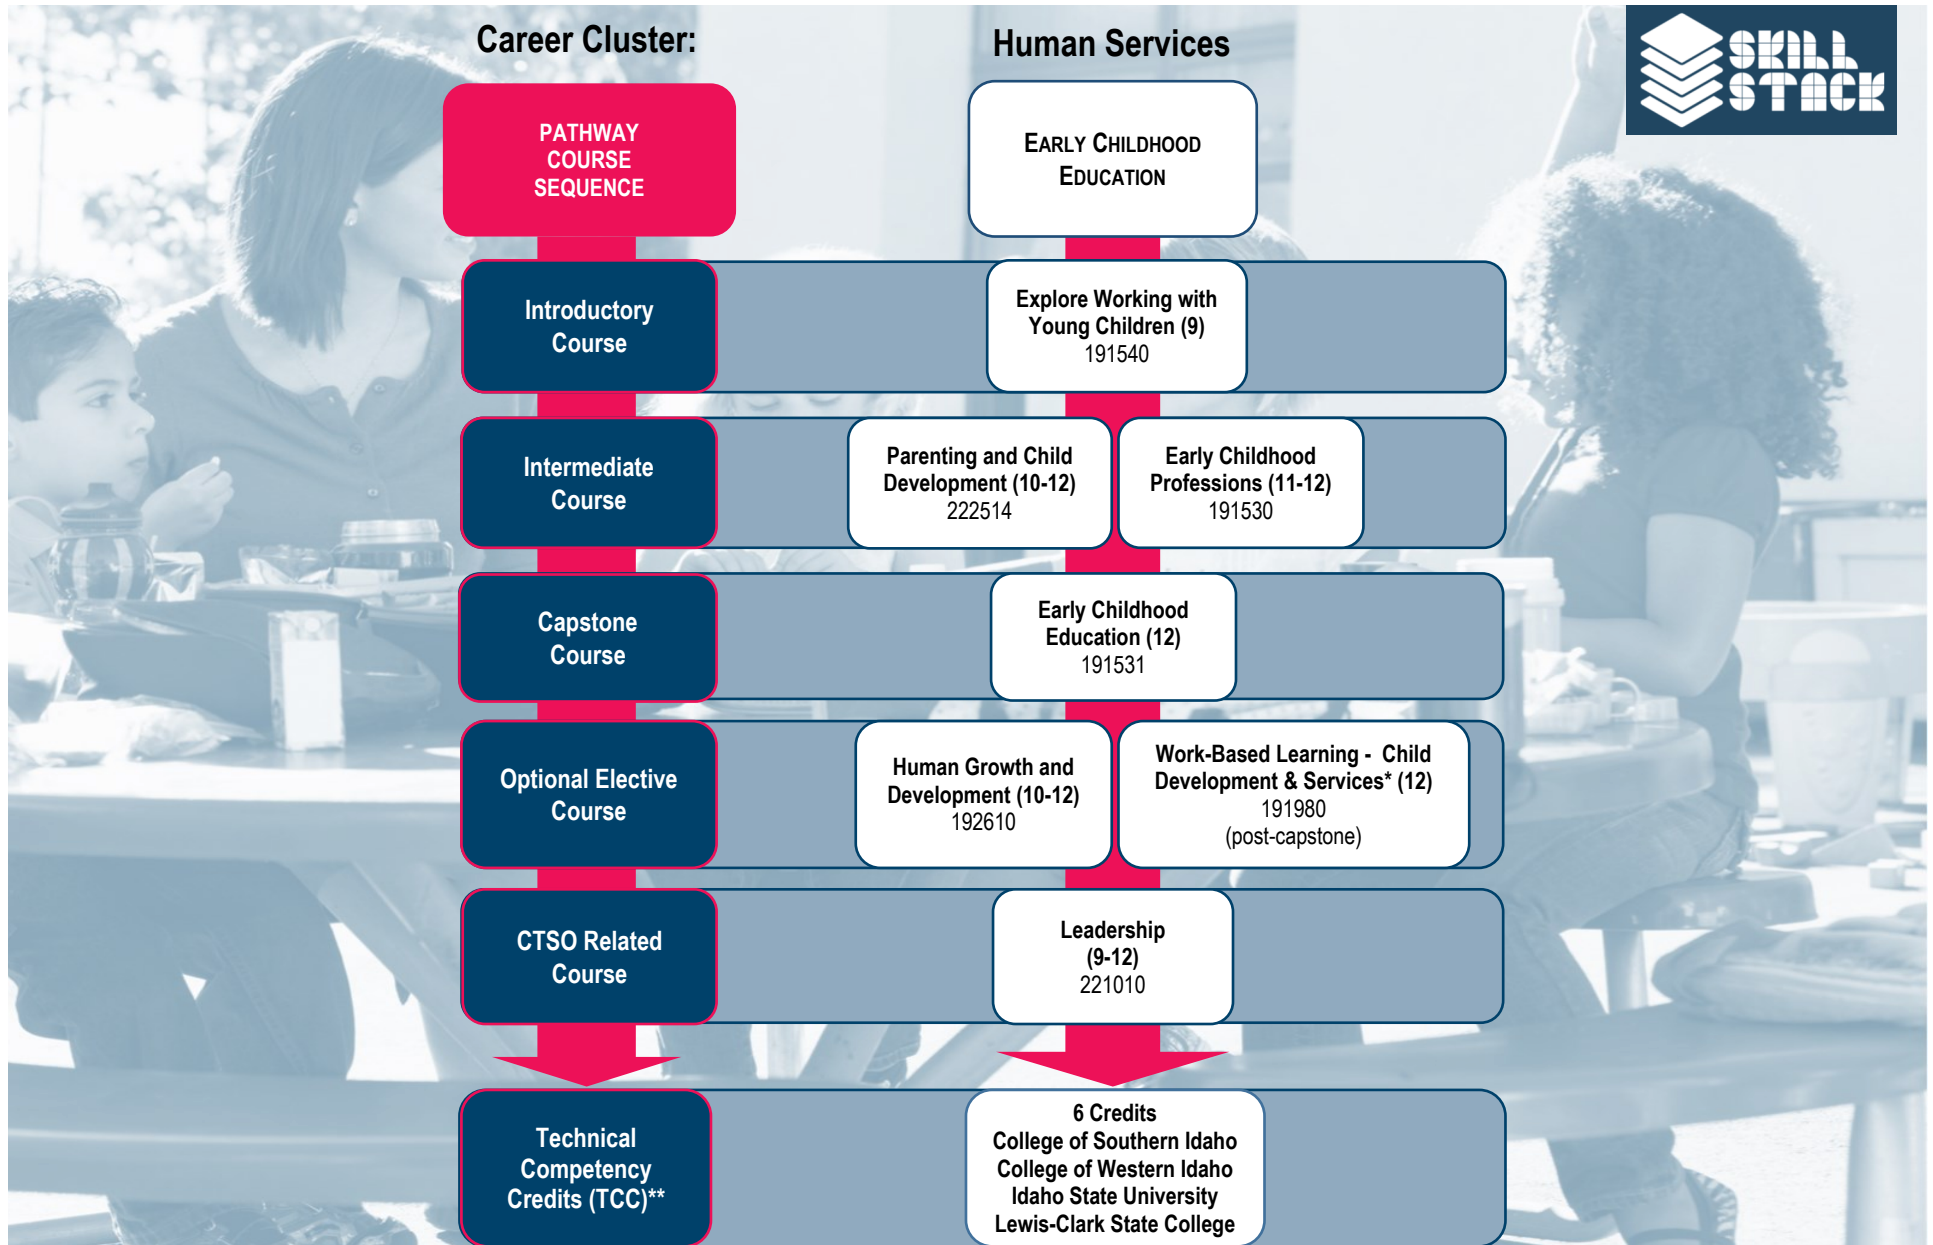 Career Cluster:
Human Services
SKILL
STACK
PATHWAY
COURSE
SEQUENCE
EARLY CHILDHOOD
EDUCATION
Introductory
Course
Explore Working with
Young Children (9)
191540
Intermediate
Course
Parenting and Child
Development (10-12)
222514
Early Childhood
Professions (11-12)
191530
Capstone
Course
Early Childhood
Education (12)
191531
Optional Elective
Course
Human Growth and
Development (10-12)
192610
Work-Based Learning - Child
Development & Services* (12)
191980
(post-capstone)
CTSO Related
Course
Leadership
(9-12)
221010
Technical
Competency
Credits (TCC)**
6 Credits
College of Southern Idaho
College of Western Idaho
Idaho State University
Lewis-Clark State College